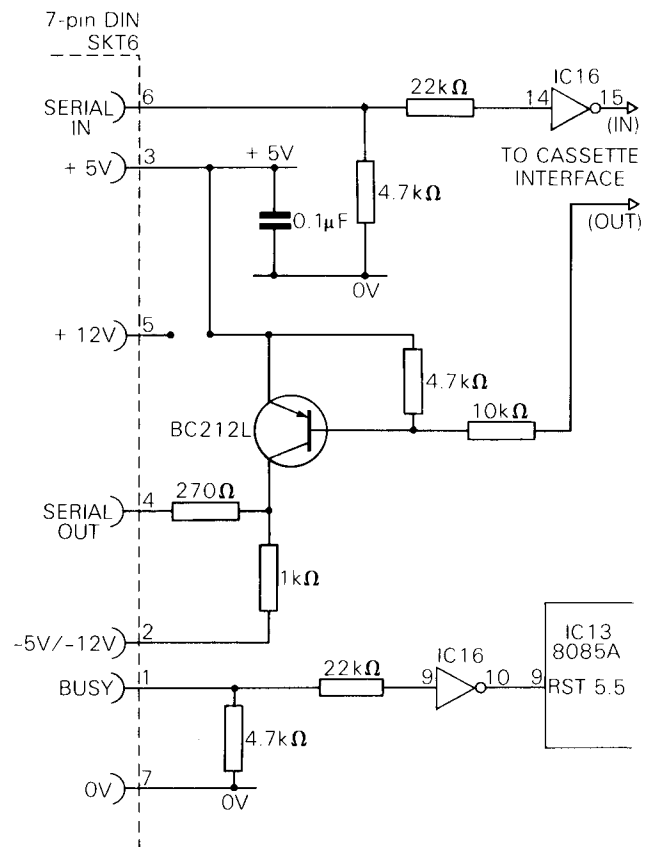 7-pin DIN
SKT6
SERIAL
IN
6
22kΩ
14
IC16
15
(IN)
+ 5V
3
+ 5V
4.7kΩ
TO CASSETTE
INTERFACE
0.1µF
(OUT)
0V
+ 12V
5
4.7kΩ
10kΩ
BC212L
SERIAL
OUT
4
270Ω
1kΩ
-5V/-12V
2
IC13
8085A
BUSY
1
22kΩ
9
IC16
10
9
RST 5.5
4.7kΩ
0V
7
0V